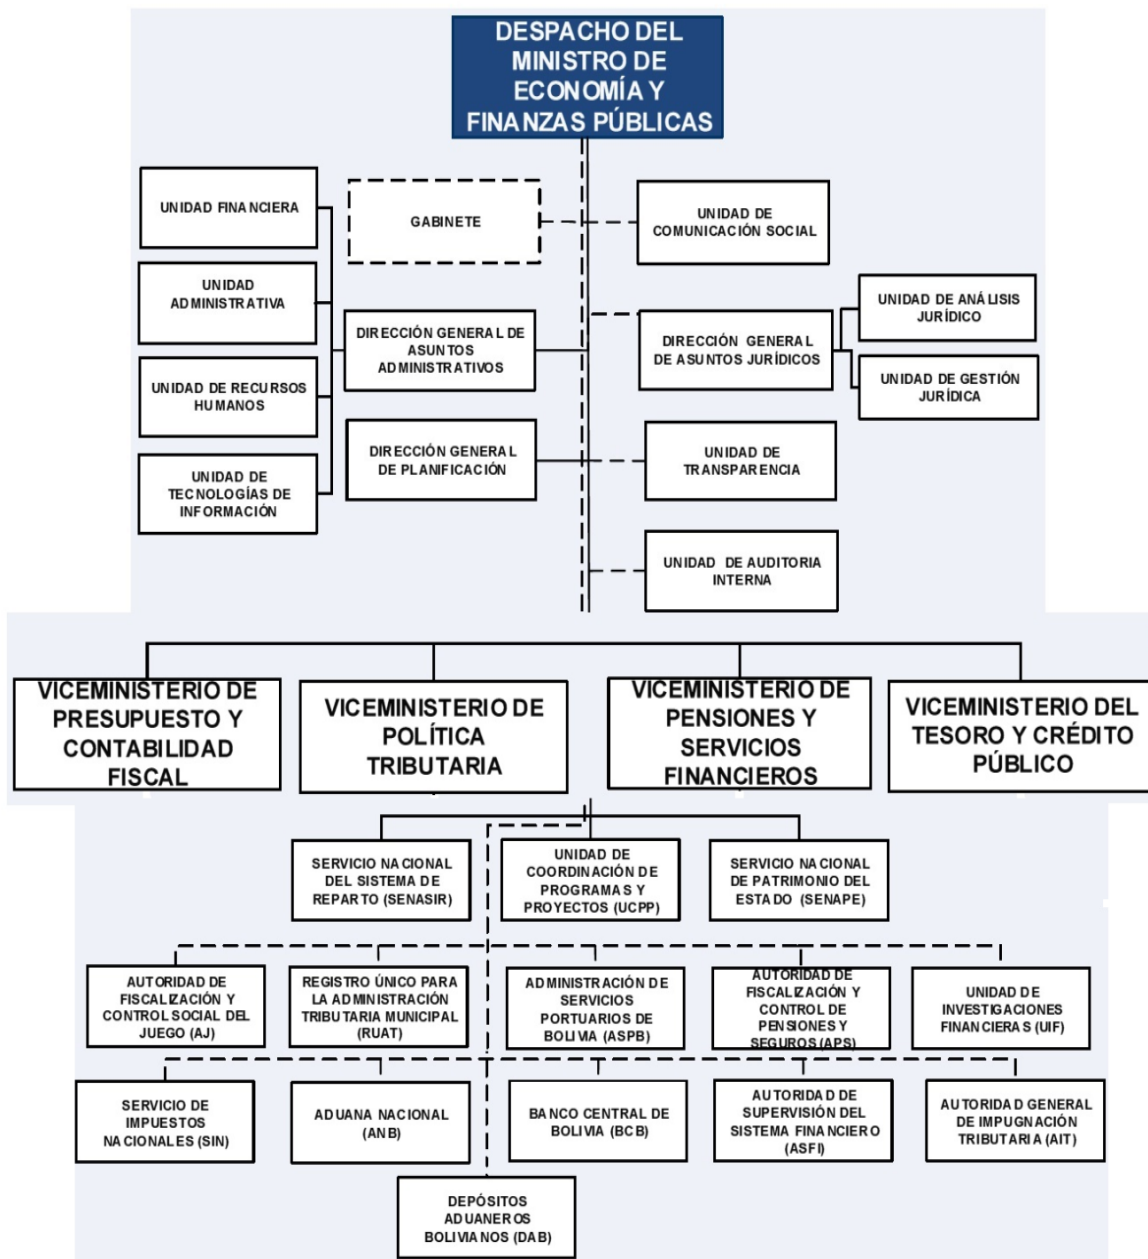 DESPACHO DEL
MINISTRO DE
ECONOMÍA Y
FINANZAS PÚBLICAS
UNIDAD FINANCIERA
GABINETE
UNIDAD DE
COMUNICACIÓN SOCIAL
UNIDAD
ADMINISTRATIVA
UNIDAD DE ANÁLISIS
JURÍDICO
DIRECCIÓN GENERAL DE
ASUNTOS
ADMINISTRATIVOS
DIRECCIÓN GENERAL
DE ASUNTOS JURÍDICOS
UNIDAD DE RECURSOS
HUMANOS
UNIDAD DE GESTIÓN
JURÍDICA
DIRECCIÓN GENERAL
DE PLANIFICACIÓN
UNIDAD DE
TRANSPARENCIA
UNIDAD DE
TECNOLOGÍAS DE
INFORMACIÓN
UNIDAD DE AUDITORIA
INTERNA
VICEMINISTERIO DE
PRESUPUESTO Y
CONTABILIDAD
FISCAL
VICEMINISTERIO DE
POLÍTICA
TRIBUTARIA
VICEMINISTERIO DE
PENSIONES Y
SERVICIOS
FINANCIEROS
VICEMINISTERIO DEL
TESORO Y CRÉDITO
PÚBLICO
SERVICIO NACIONAL
DEL SISTEMA DE
REPARTO (SENASIR)
UNIDAD DE
COORDINACIÓN DE
PROGRAMAS Y
PROYECTOS (UCPP)
SERVICIO NACIONAL
DE PATRIMONIO DEL
ESTADO (SENAPE)
AUTORIDAD DE
FISCALIZACIÓN Y
CONTROL SOCIAL DEL
JUEGO (AJ)
REGISTRO ÚNICO PARA
LA ADMINISTRACIÓN
TRIBUTARIA MUNICIPAL
(RUAT)
ADMINISTRACIÓN DE
SERVICIOS
PORTUARIOS DE
BOLIVIA (ASPB)
AUTORIDAD DE
FISCALIZACIÓN Y
CONTROL DE
PENSIONES Y
SEGUROS (APS)
UNIDAD DE
INVESTIGACIONES
FINANCIERAS (UIF)
SERVICIO DE
IMPUESTOS
NACIONALES (SIN)
ADUANA NACIONAL
(ANB)
BANCO CENTRAL DE
BOLIVIA (BCB)
AUTORIDAD DE
SUPERVISIÓN DEL
SISTEMA FINANCIERO
(ASFI)
AUTORIDAD GENERAL
DE IMPUGNACIÓN
TRIBUTARIA (AIT)
DEPÓSITOS
ADUANEROS
BOLIVIANOS (DAB)